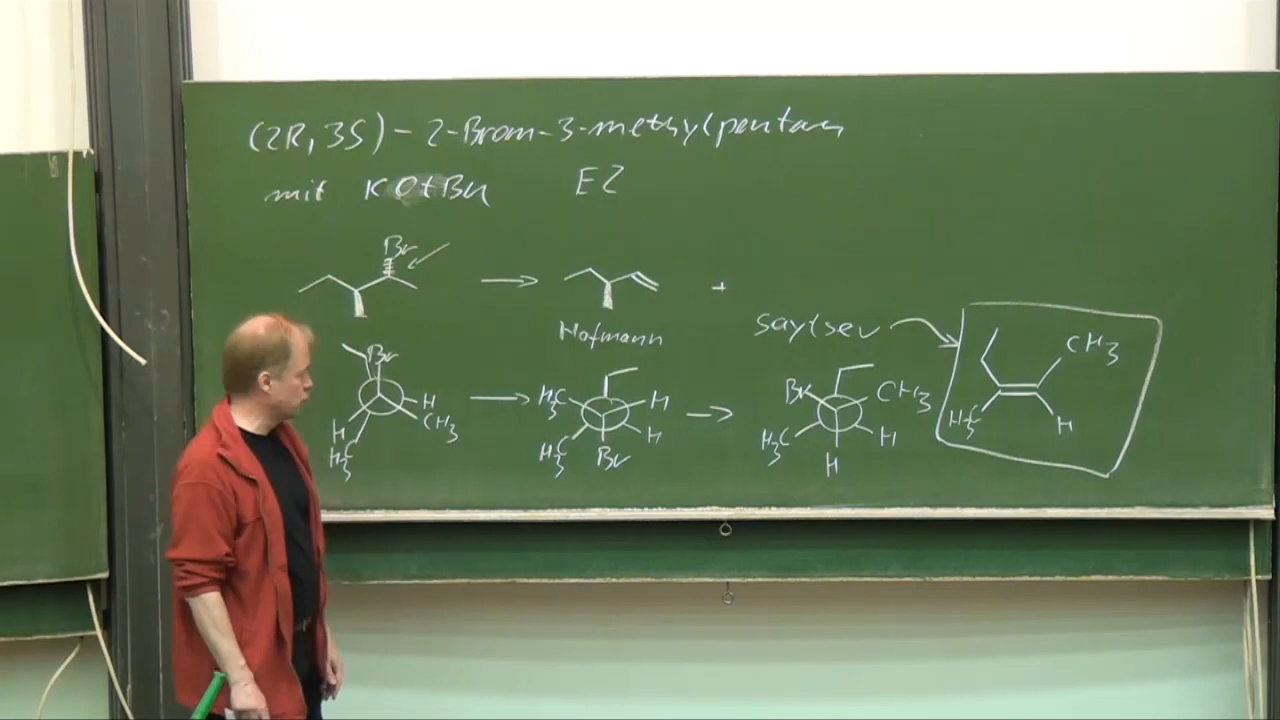 (2R,3S)-2-Brom-3-methylpentan
mit KOtBu E2
Br
+
Hofmann
Saytsev
CH3
H3C
H
Br
H
CH3
H
H3C
H3C
H
H3C
H
Br
Br
CH3
H3C
H
H